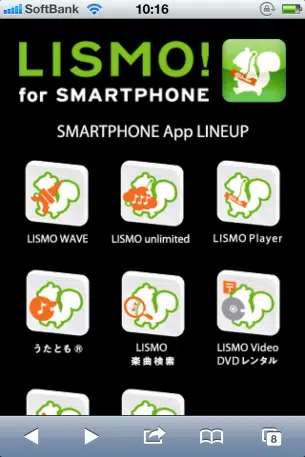 SoftBank 10:16
LISMO!
for SMARTPHONE
SMARTPHONE App LINEUP
LISMO WAVE
LISMO unlimited
LISMO Player
うたとも®
LISMO
楽曲検索
LISMO Video
DVDレンタル
8